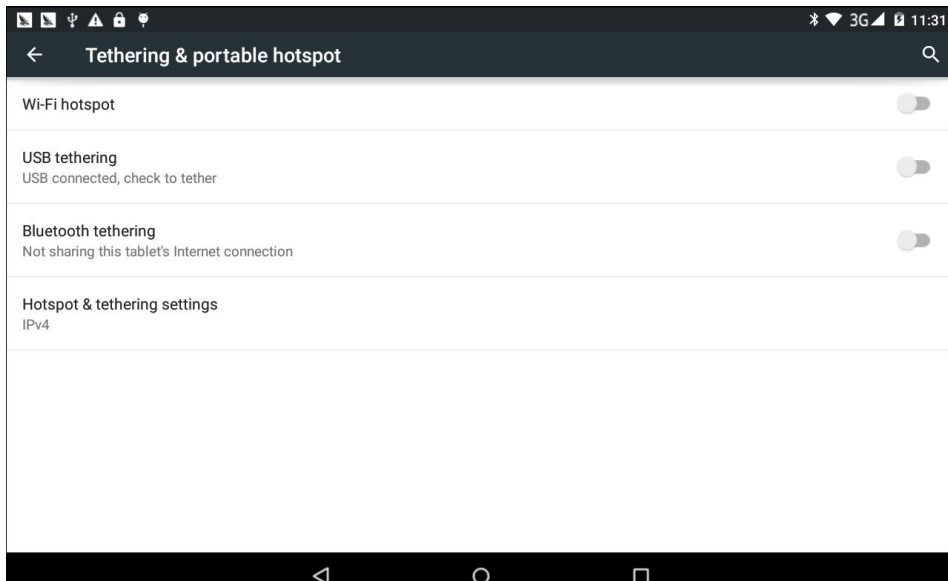 3G 11:31
Tethering & portable hotspot
Wi-Fi hotspot
USB tethering
USB connected, check to tether
Bluetooth tethering
Not sharing this tablet's Internet connection
Hotspot & tethering settings
IPv4